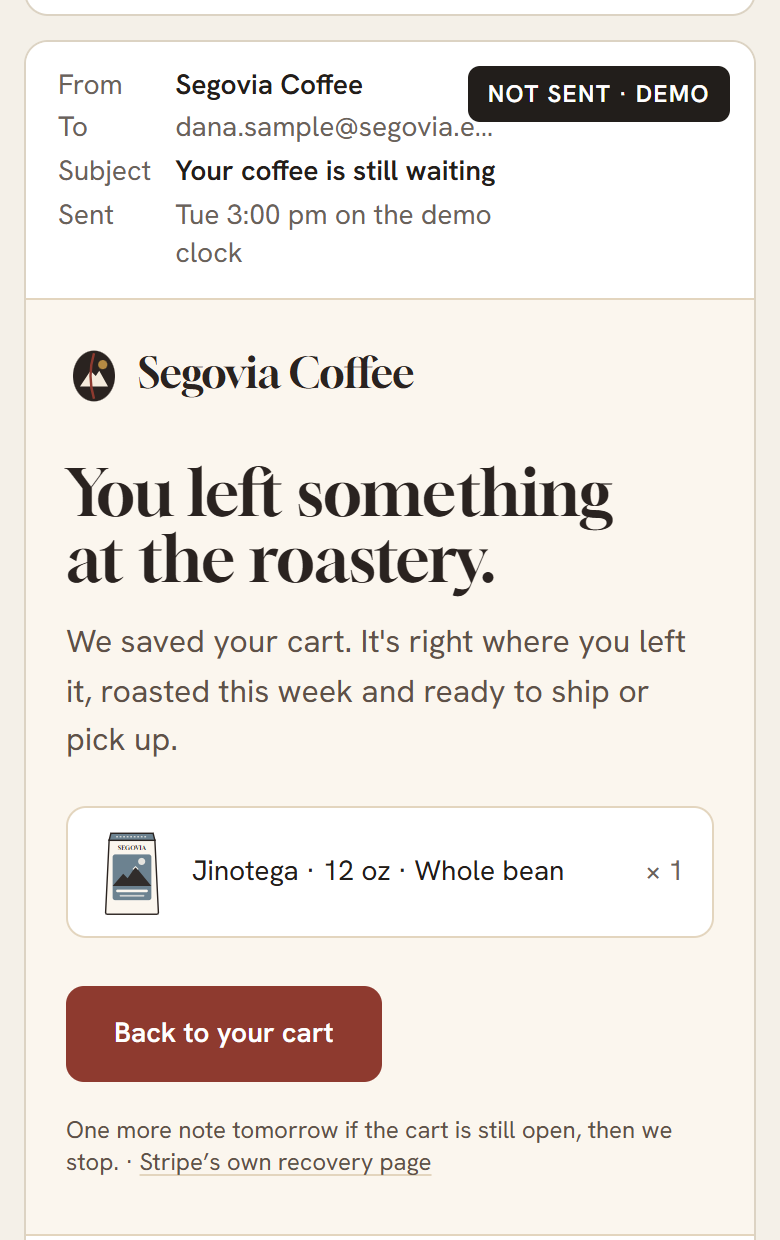 From Segovia Coffee
NOT SENT · DEMO
To dana.sample@segovia.e...
Subject Your coffee is still waiting
Sent Tue 3:00 pm on the demo
clock
Segovia Coffee
You left something
at the roastery.
We saved your cart. It's right where you left
it, roasted this week and ready to ship or
pick up.
SEGOVIA
Jinotega · 12 oz · Whole bean × 1
Back to your cart
One more note tomorrow if the cart is still open, then we
stop. · Stripe’s own recovery page